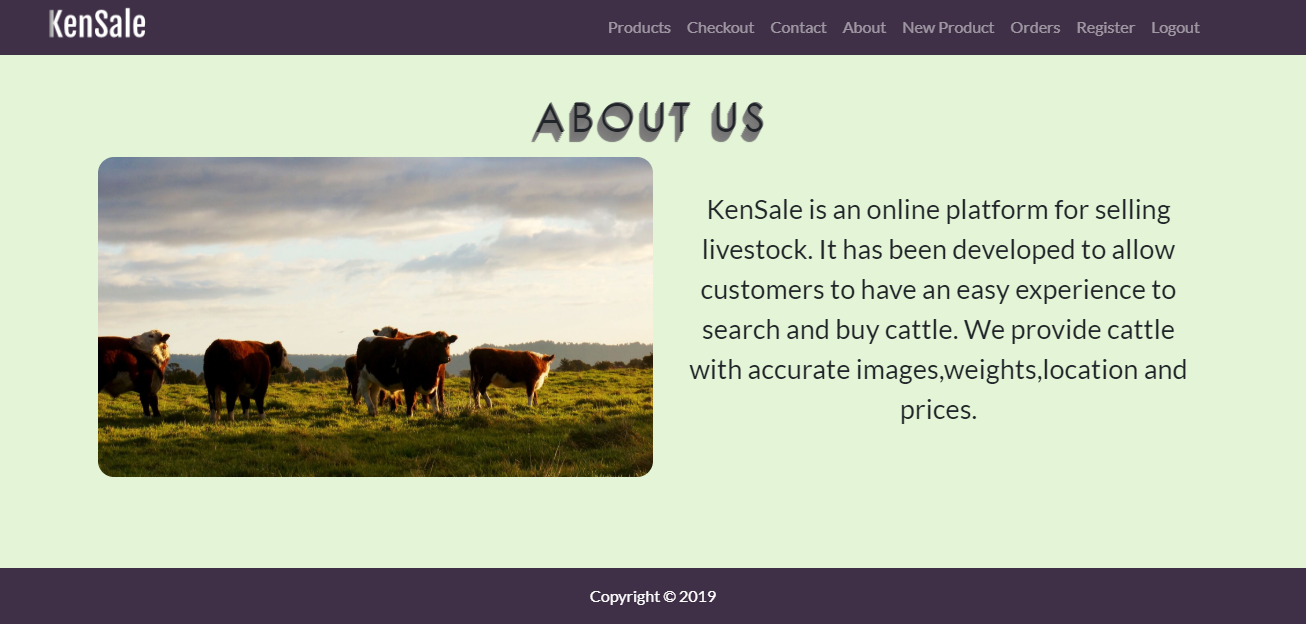 KenSale
Products Checkout Contact About New Product Orders Register Logout
ABOUT US
KenSale is an online platform for selling
livestock. It has been developed to allow
customers to have an easy experience to
search and buy cattle. We provide cattle
with accurate images,weights,location and
prices.
Copyright © 2019